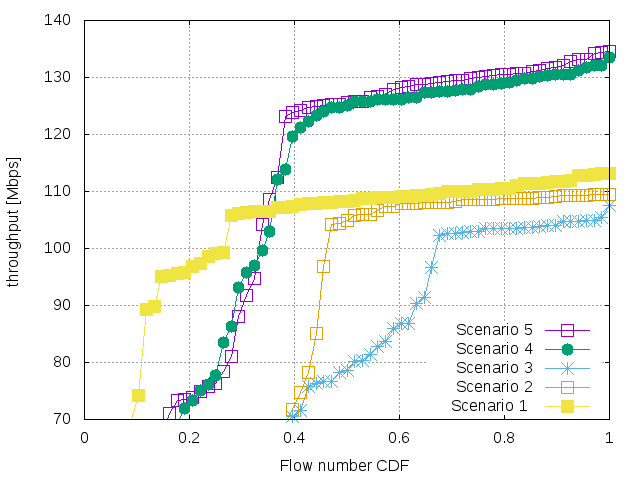 140
130
120
110
100
90
80
70
throughput [Mbps]
Scenario 5
Scenario 4
Scenario 3
Scenario 2
Scenario 1
0
0.2
0.4
0.6
0.8
1
Flow number CDF